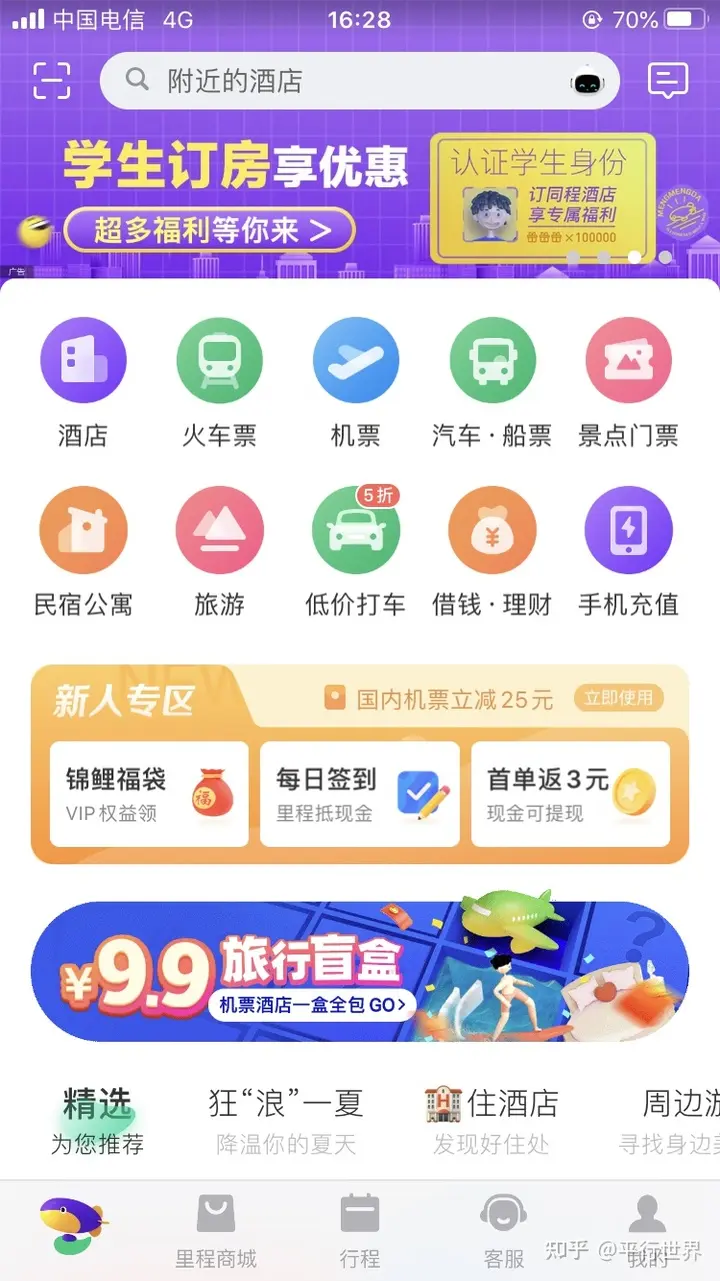 中国电信 4G 16:28 70%
附近的酒店
学生订房享优惠
超多福利等你来 >
认证学生身份
订同程酒店
享专属福利
×100000
MENGMENGDA
广告
酒店 火车票 机票 汽车·船票 景点门票
5折
民宿公寓 旅游 低价打车 借钱·理财 手机充值
NEW
新人专区 国内机票立减25元 立即使用
锦鲤福袋 每日签到 首单返3元
VIP权益领 里程抵现金 现金可提现
福
¥9.9 旅行盲盒
机票酒店一盒全包 GO>
精选 狂“浪”一夏 住酒店 周边游
为您推荐 降温你的夏天 发现好住处 寻找身边美
里程商城 行程 客服 我的
知乎 @平行世界